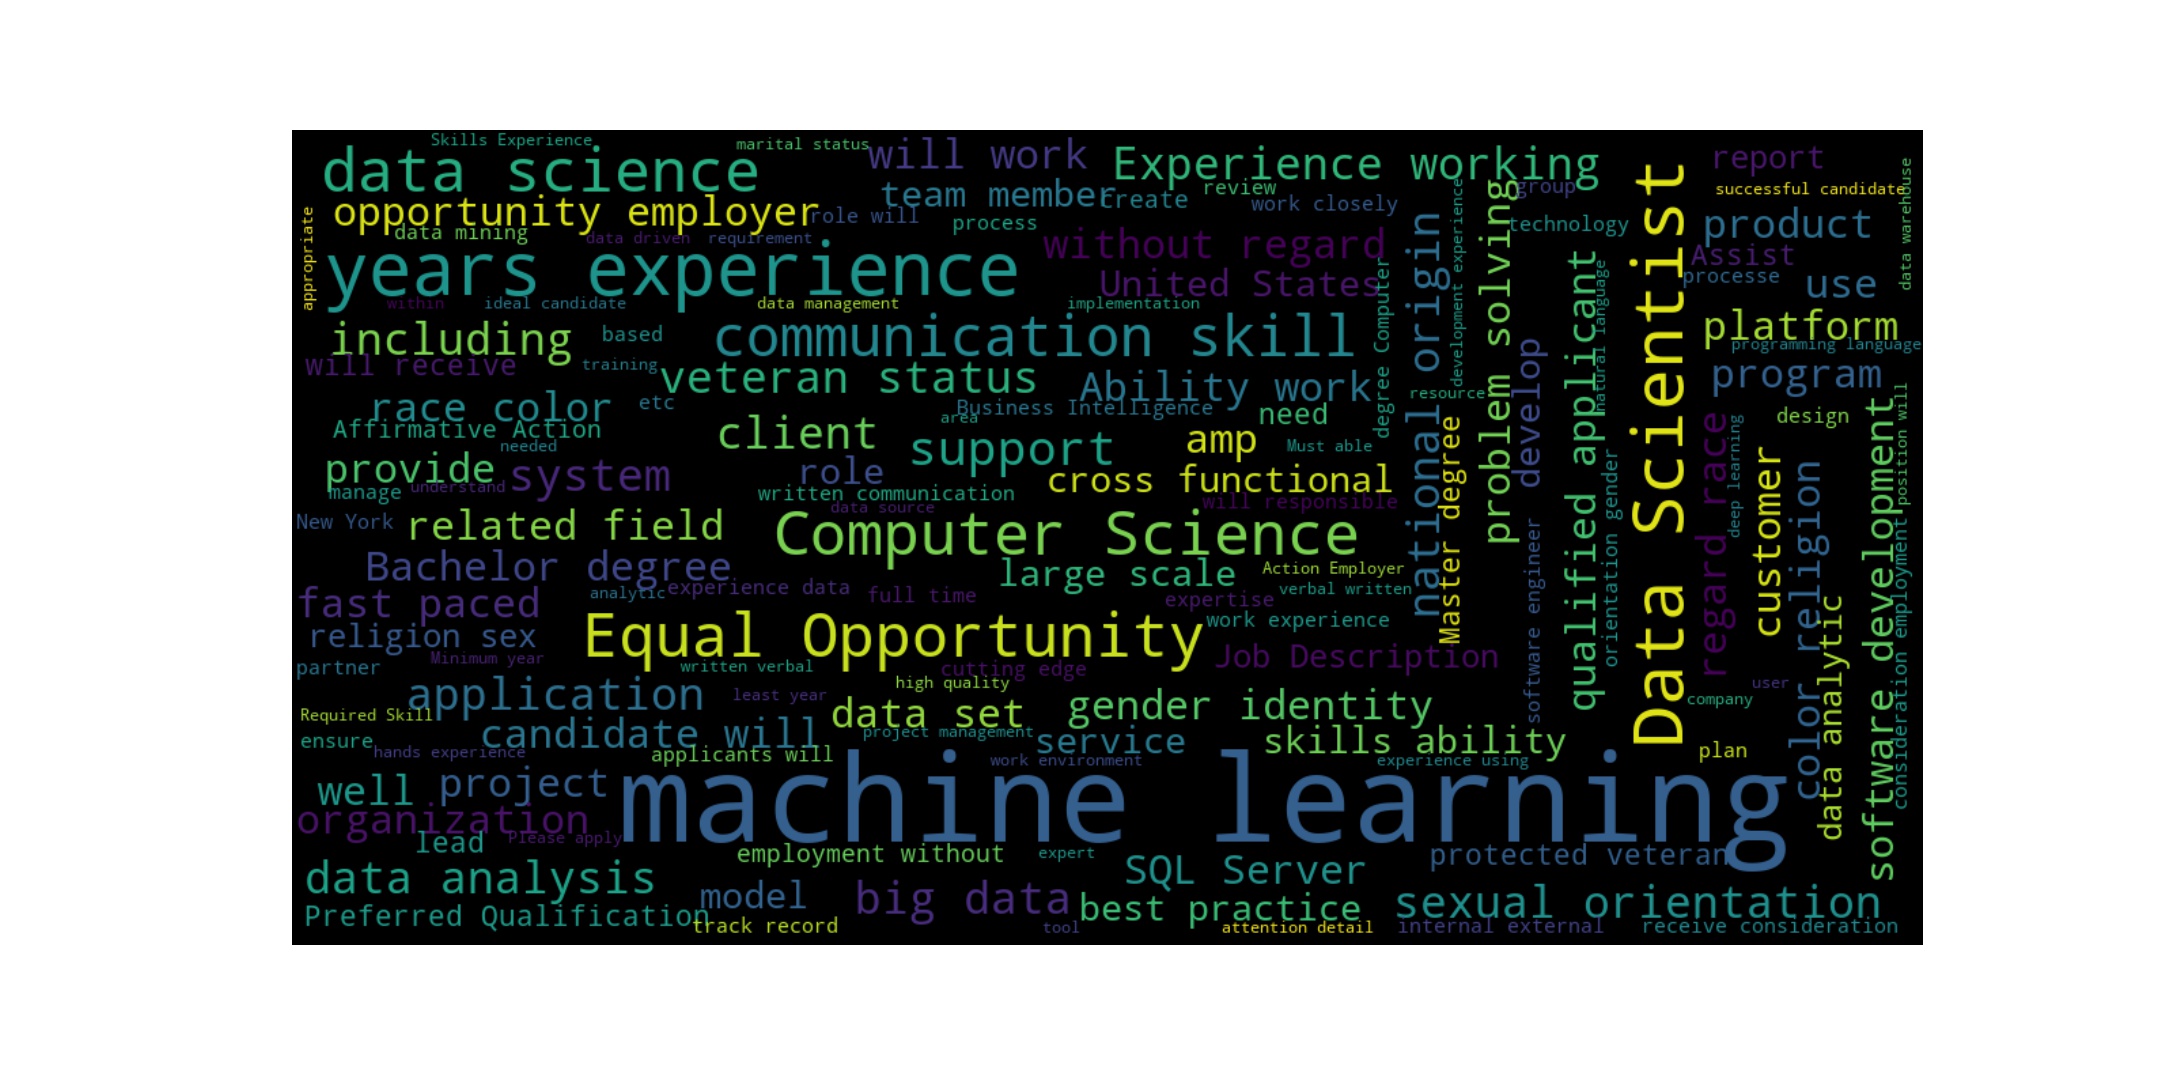 Skills Experience
marital status
will work
Experience working
report
data science
team member
create
review
group
successful candidate
work closely
opportunity employer
role will
process
technology
product
data mining
data driven
requirement
without regard
Assist
years experience
United States
processe
use
within
ideal candidate
data management
implementation
including
based
communication skill
platform
programming language
will receive
training
veteran status
Ability work
program
race color
etc
Business Intelligence
resource
need
design
Affirmative Action
area
client
support
amp
Must able
needed
provide
system
role
cross functional
manage
understand
written communication
data source
will responsible
New York
related field
Computer Science
Bachelor degree
large scale
Action Employer
fast paced
analytic
experience data
full time
expertise
verbal written
religion sex
Equal Opportunity
work experience
partner
Minimum year
written verbal
cutting edge
Job Description
application
least year
high quality
user
Required Skill
data set
gender identity
company
candidate will
project management
service
skills ability
ensure
hands experience
applicants will
work environment
experience using
plan
well
project
machine learning
organization
lead
Please apply
employment without
expert
protected veteran
data analysis
model
big data
SQL Server
Preferred Qualification
best practice
sexual orientation
track record
tool
attention detail
internal external
receive consideration
appropriate
degree Computer
national origin
Master degree
development experience
problem solving
develop
software engineer
qualified applicant
natural language
orientation gender
Data Scientist
regard race
deep learning
customer
color religion
data analytic
software development
data warehouse
position will
consideration employment